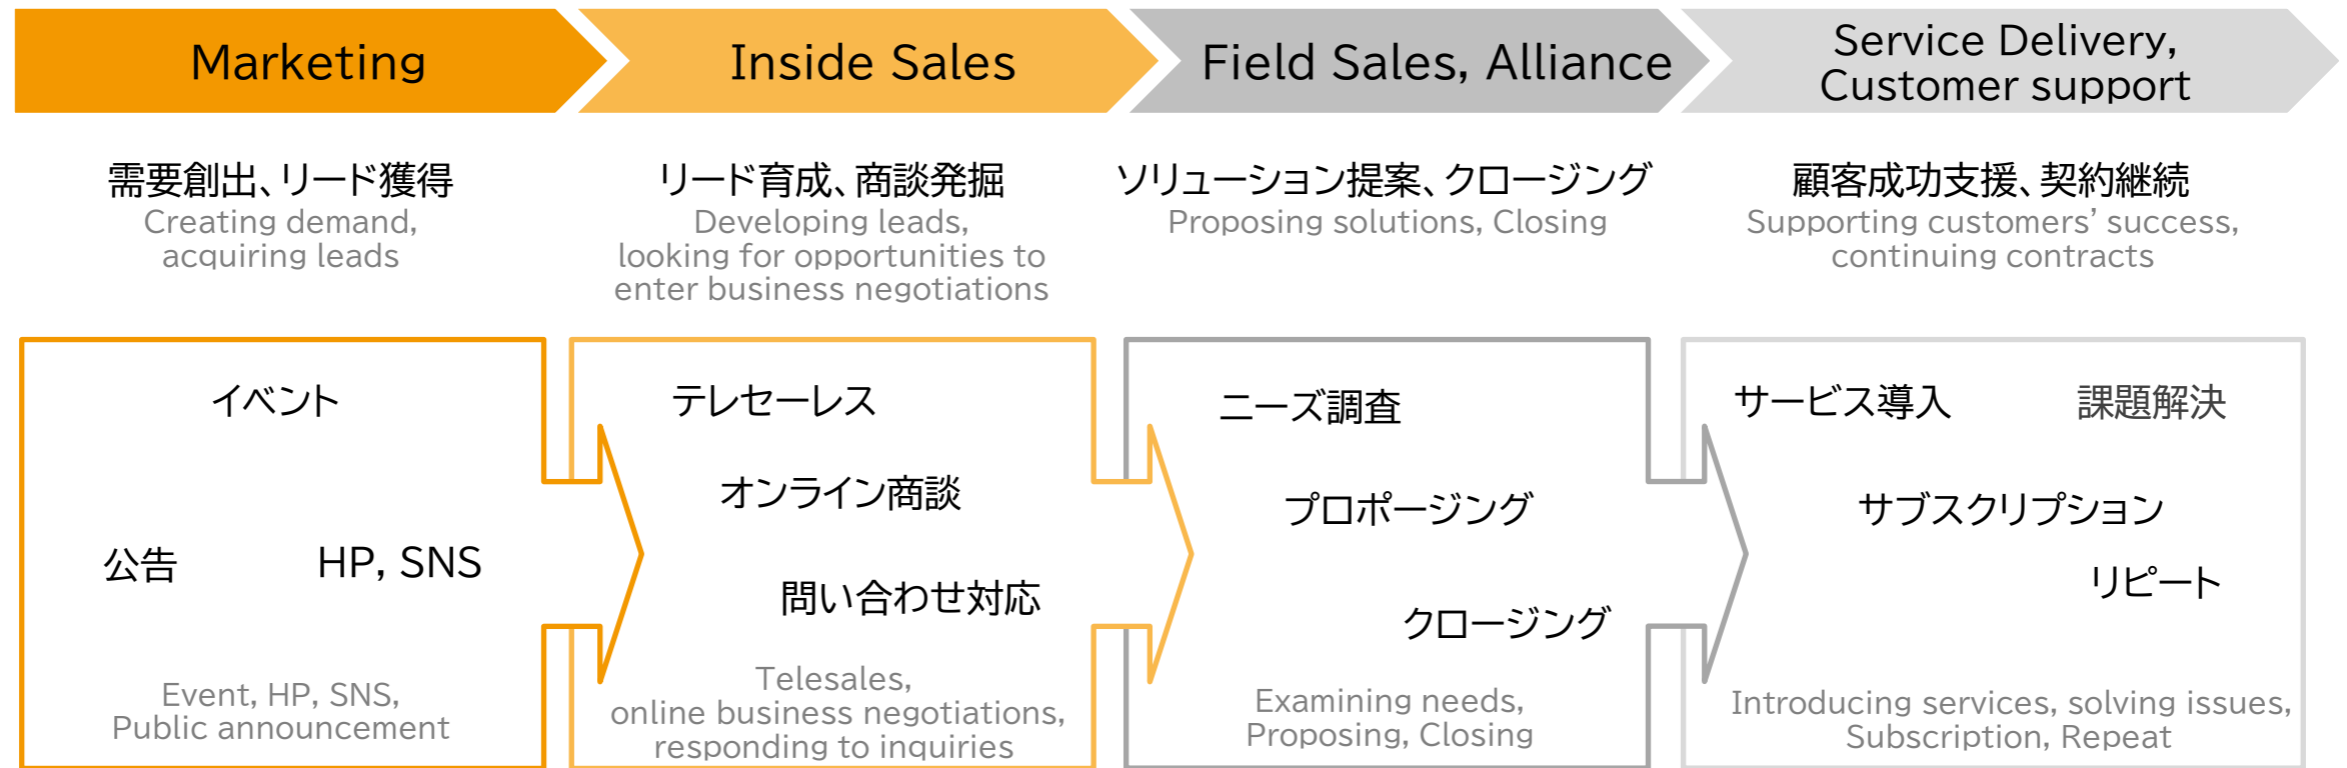 Marketing
Inside Sales
Field Sales, Alliance
Service Delivery,
Customer support
需要創出、リード獲得
Creating demand,
acquiring leads
リード育成、商談発掘
Developing leads,
looking for opportunities to
enter business negotiations
ソリューション提案、クロージング
Proposing solutions, Closing
顧客成功支援、契約継続
Supporting customers’ success,
continuing contracts
イベント
公告
HP, SNS
Event, HP, SNS,
Public announcement
テレセーレス
オンライン商談
問い合わせ対応
Telesales,
online business negotiations,
responding to inquiries
ニーズ調査
プロポージング
クロージング
Examining needs,
Proposing, Closing
サービス導入
課題解決
サブスクリプション
リピート
Introducing services, solving issues,
Subscription, Repeat